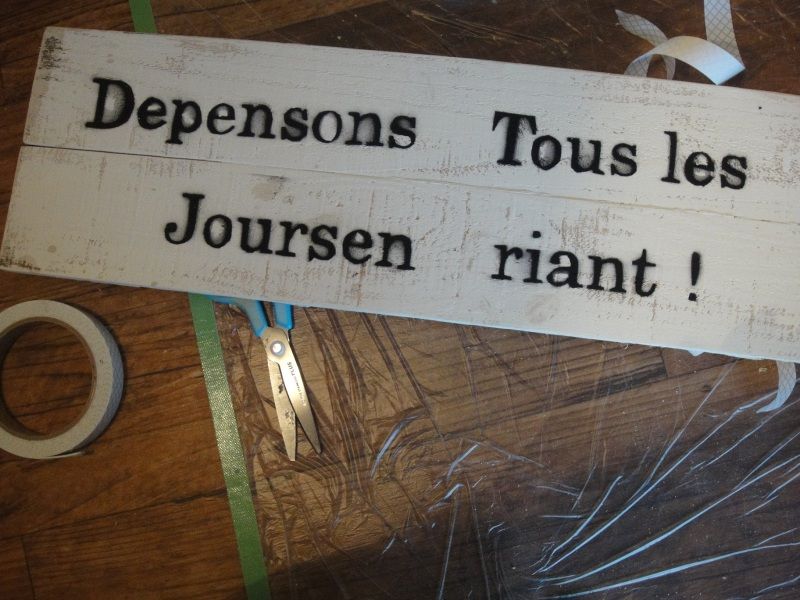 Depensons Tous les
Joursen riant !